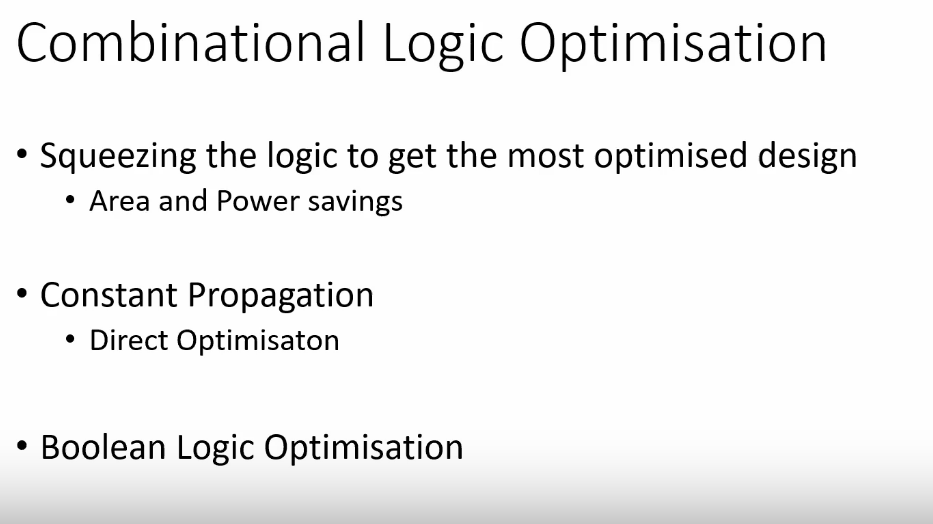 Combinational Logic Optimisation
• Squeezing the logic to get the most optimised design
• Area and Power savings
• Constant Propagation
• Direct Optimisaton
• Boolean Logic Optimisation